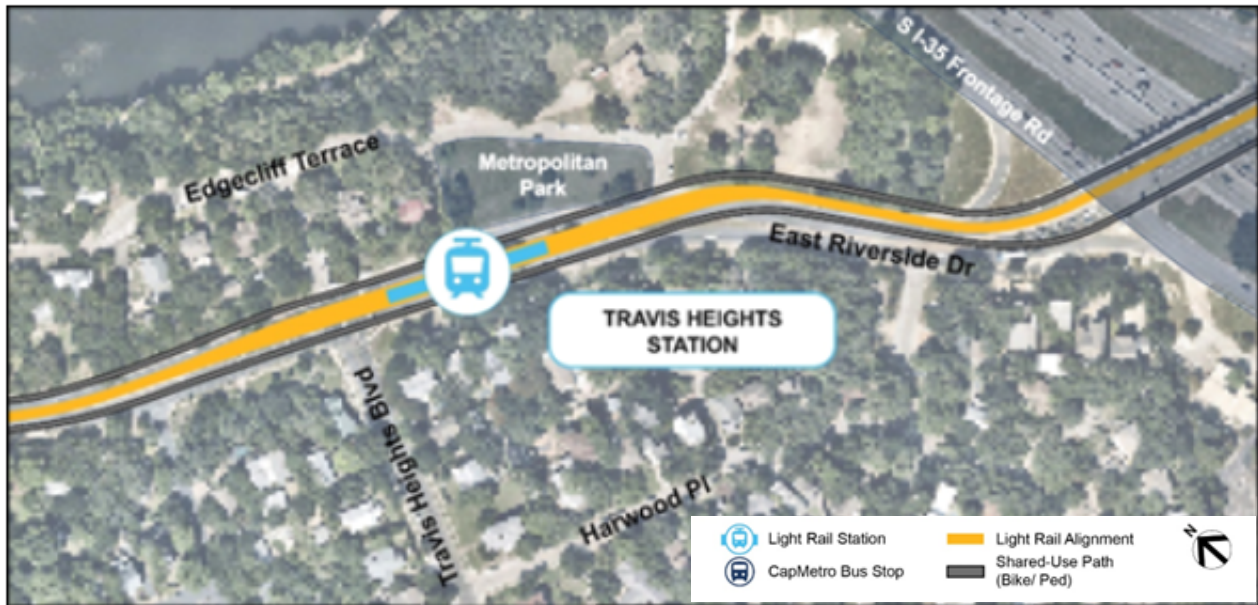 S I-35 Frontage Rd
Edgecliff Terrace
Metropolitan
Park
East Riverside Dr
TRAVIS HEIGHTS
STATION
Travis Heights Blvd
Harwood Pl
Light Rail Station
Light Rail Alignment
CapMetro Bus Stop
Shared-Use Path
(Bike/ Ped)
N